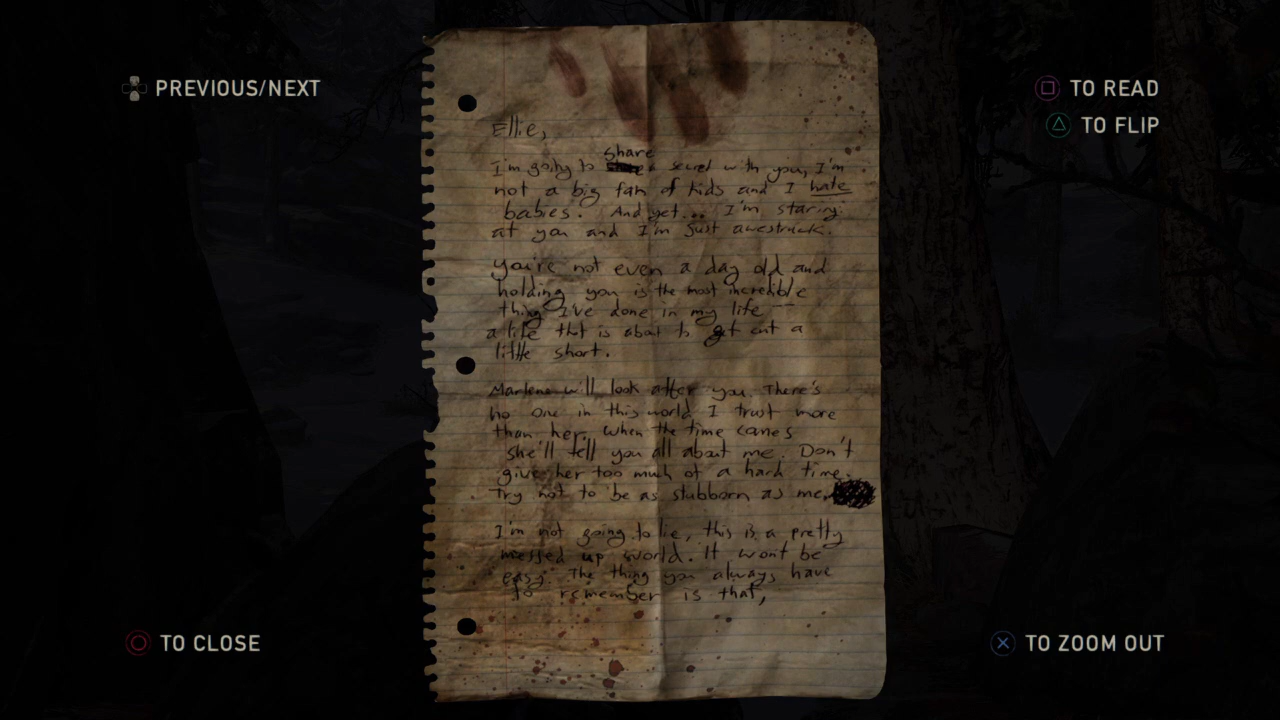 PREVIOUS/NEXT
TO READ
TO FLIP
Ellie,
share
I'm going to a secret with you, I'm
not a big fan of kids and I hate
babies. And yet... I'm staring
at you and I'm just awestruck.
You're not even a day old and
holding you is the most incredible
thing I've done in my life --
a life that is about to get cut a
little short.
Marlene will look after you. There's
no one in this world I trust more
than her. When the time comes
she'll tell you all about me. Don't
give her too much of a hard time.
Try not to be as stubborn as me.
I'm not going to lie, this is a pretty
messed up world. It wont be
easy. The thing you always have
to remember is that,
TO CLOSE
TO ZOOM OUT